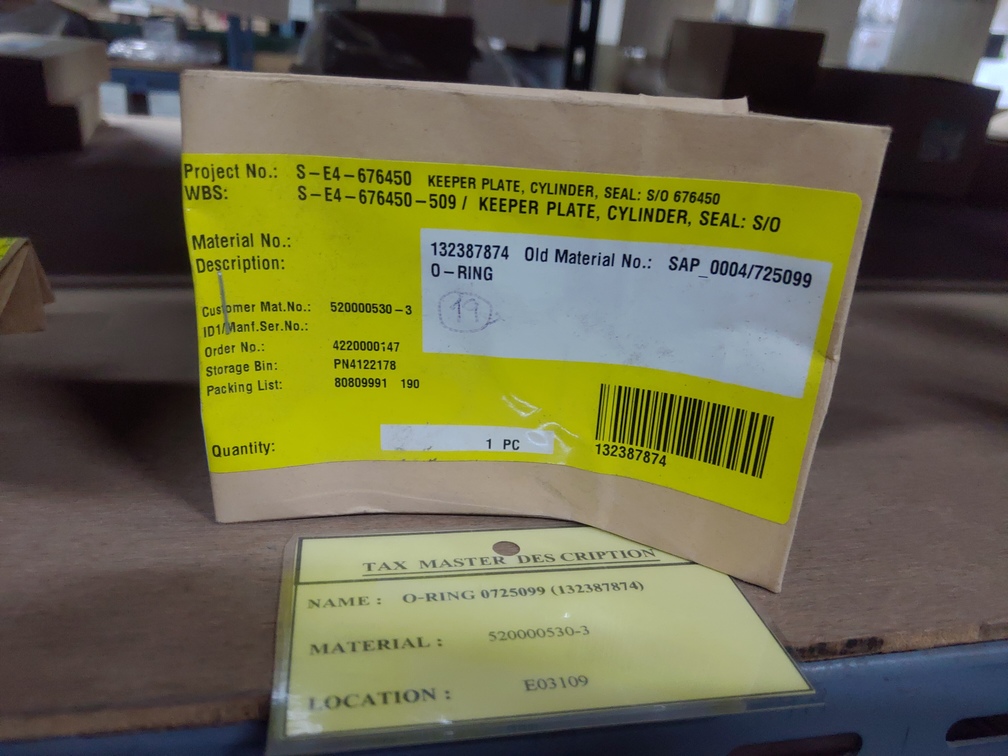 Project No.: S-E4-676450 KEEPER PLATE, CYLINDER, SEAL: S/O 676450
WBS: S-E4-676450-509 / KEEPER PLATE, CYLINDER, SEAL: S/O
Material No.: 132387874 Old Material No.: SAP_0004/725099
Description: O-RING
19
Customer Mat.No.: 520000530-3
ID1/Manf.Ser.No.:
Order No.: 4220000147
Storage Bin: PN4122178
Packing List: 80809991 190
Quantity: 1 PC
132387874
TAX MASTER DESCRIPTION
NAME : O-RING 0725099 (132387874)
MATERIAL : 520000530-3
LOCATION : E03109